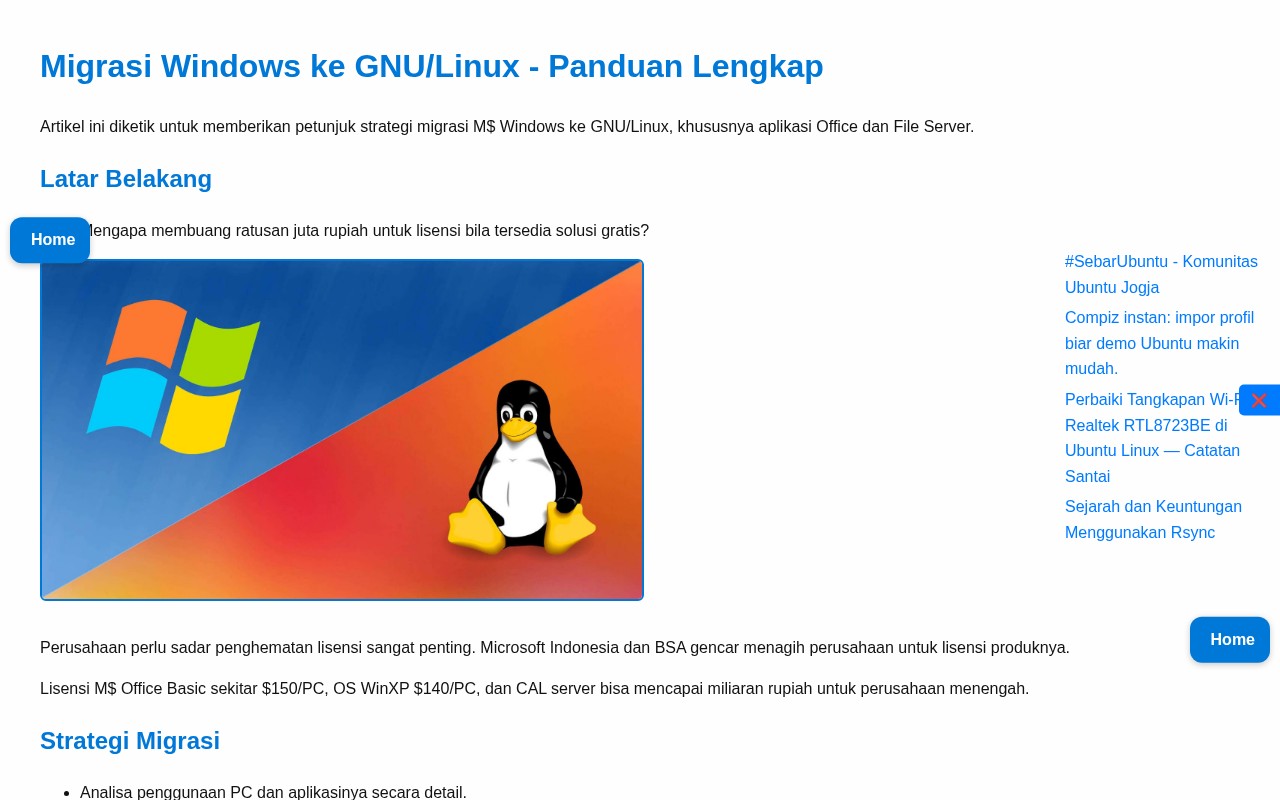 Migrasi Windows ke GNU/Linux - Panduan Lengkap
Artikel ini diketik untuk memberikan petunjuk strategi migrasi M$ Windows ke GNU/Linux, khususnya aplikasi Office dan File Server.
Latar Belakang
Home
Mengapa membuang ratusan juta rupiah untuk lisensi bila tersedia solusi gratis?
#SebarUbuntu - Komunitas
Ubuntu Jogja
Compiz instan: impor profil
biar demo Ubuntu makin
mudah.
Perbaiki Tangkapan
Realtek RTL8723BE di
Ubuntu Linux — Catatan
Santai
Sejarah dan Keuntungan
Menggunakan Rsync
Home
Perusahaan perlu sadar penghematan lisensi sangat penting. Microsoft Indonesia dan BSA gencar menagih perusahaan untuk lisensi produknya.
Lisensi M$ Office Basic sekitar $150/PC, OS WinXP $140/PC, dan CAL server bisa mencapai miliaran rupiah untuk perusahaan menengah.
Strategi Migrasi
• Analisa penggunaan PC dan aplikasinya secara detail.